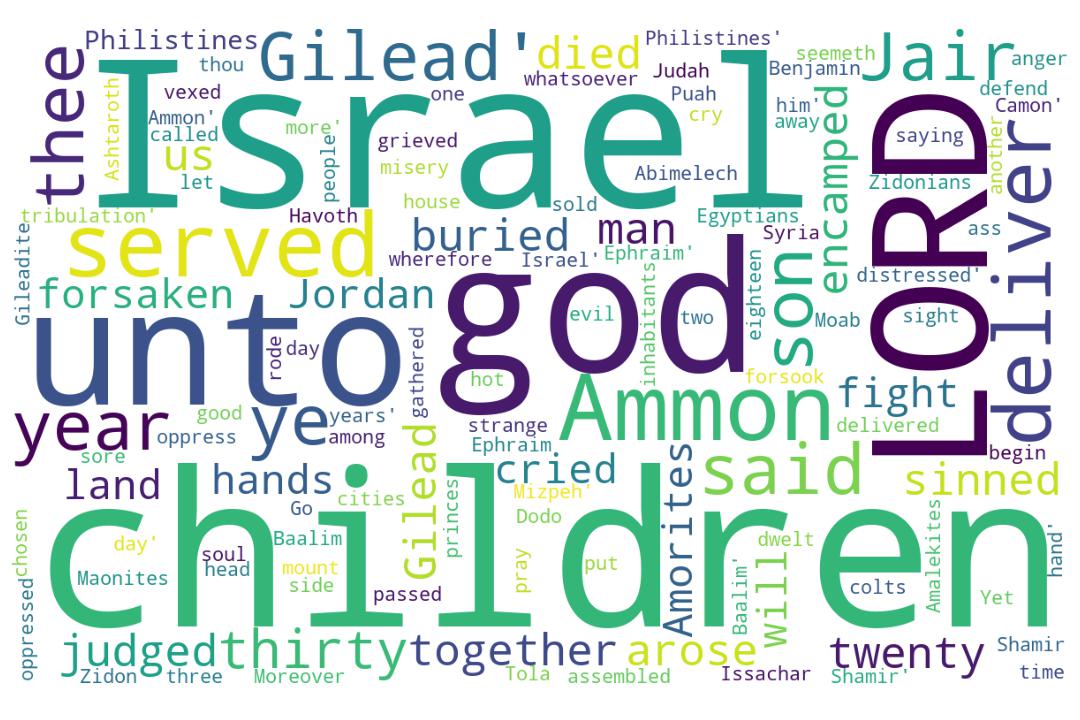 Philistines
Gilead'
died
Philistines'
seemeth
Jair
anger
thee
thou
whatsoever
Judah
Benjamin
defend
Israel
vexed
one
Puah
him'
encamped
LORD
Camon'
Ashtaroth
Ammon'
called
more'
people'
grieved
cry
away
saying
another
deliver
us
let
misery
Abimelech
Zidonians
tribulation'
Havoth
house
sold
Egyptians
ass
served
buried
man
Syria
Gileadite
wherefore
Israel'
Ephraim'
distressed'
forsaken
Jordan
god
inhabitants
eighteen
son
Moab
sight
unto
evil
two
rode
day
gathered
hot
Ammon
forsook
fight
year
good
ye
years'
strange
delivered
oppress
among
Ephraim
begin
sore
Gilead
cried
Amorites
said
sinned
land
hands
cities
princes
Mizpeh'
chosen
children
Go
Dodo
Amalekites
hand'
day'
soul
Baalim
dwelt
head
mount
pray
put
Baalim'
will
Maonites
side
passed
colts
Yet
oppressed
judged
thirty
together
arose
twenty
Shamir
Zidon
three
Moreover
Tola
assembled
Issachar
Shamir'
time